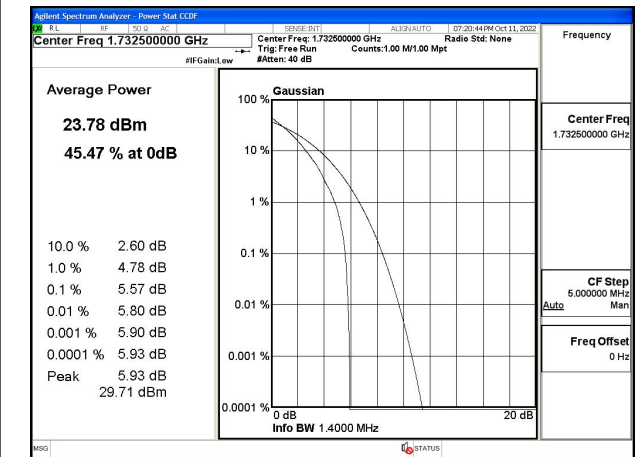 Agilent Spectrum Analyzer - Power Stat CCDF
RL RF 50 Ω AC SENSE:INT ALIGN AUTO 07:20:44 PM Oct 11, 2022
Center Freq 1.732500000 GHz
Center Freq: 1.732500000 GHz Radio Std: None
Trig: Free Run Counts:1.00 M/1.00 Mpt
#IFGain:Low #Atten: 40 dB
Frequency
Average Power
23.78 dBm
45.47 % at 0dB
10.0 % 2.60 dB
1.0 % 4.78 dB
0.1 % 5.57 dB
0.01 % 5.80 dB
0.001 % 5.90 dB
0.0001 % 5.93 dB
Peak 5.93 dB
29.71 dBm
Gaussian
100 %
10 %
1 %
0.1 %
0.01 %
0.001 %
0.0001 %
0 dB 20 dB
Info BW 1.4000 MHz
Center Freq
1.732500000 GHz
CF Step
5.000000 MHz
Auto Man
Freq Offset
0 Hz
MSG STATUS